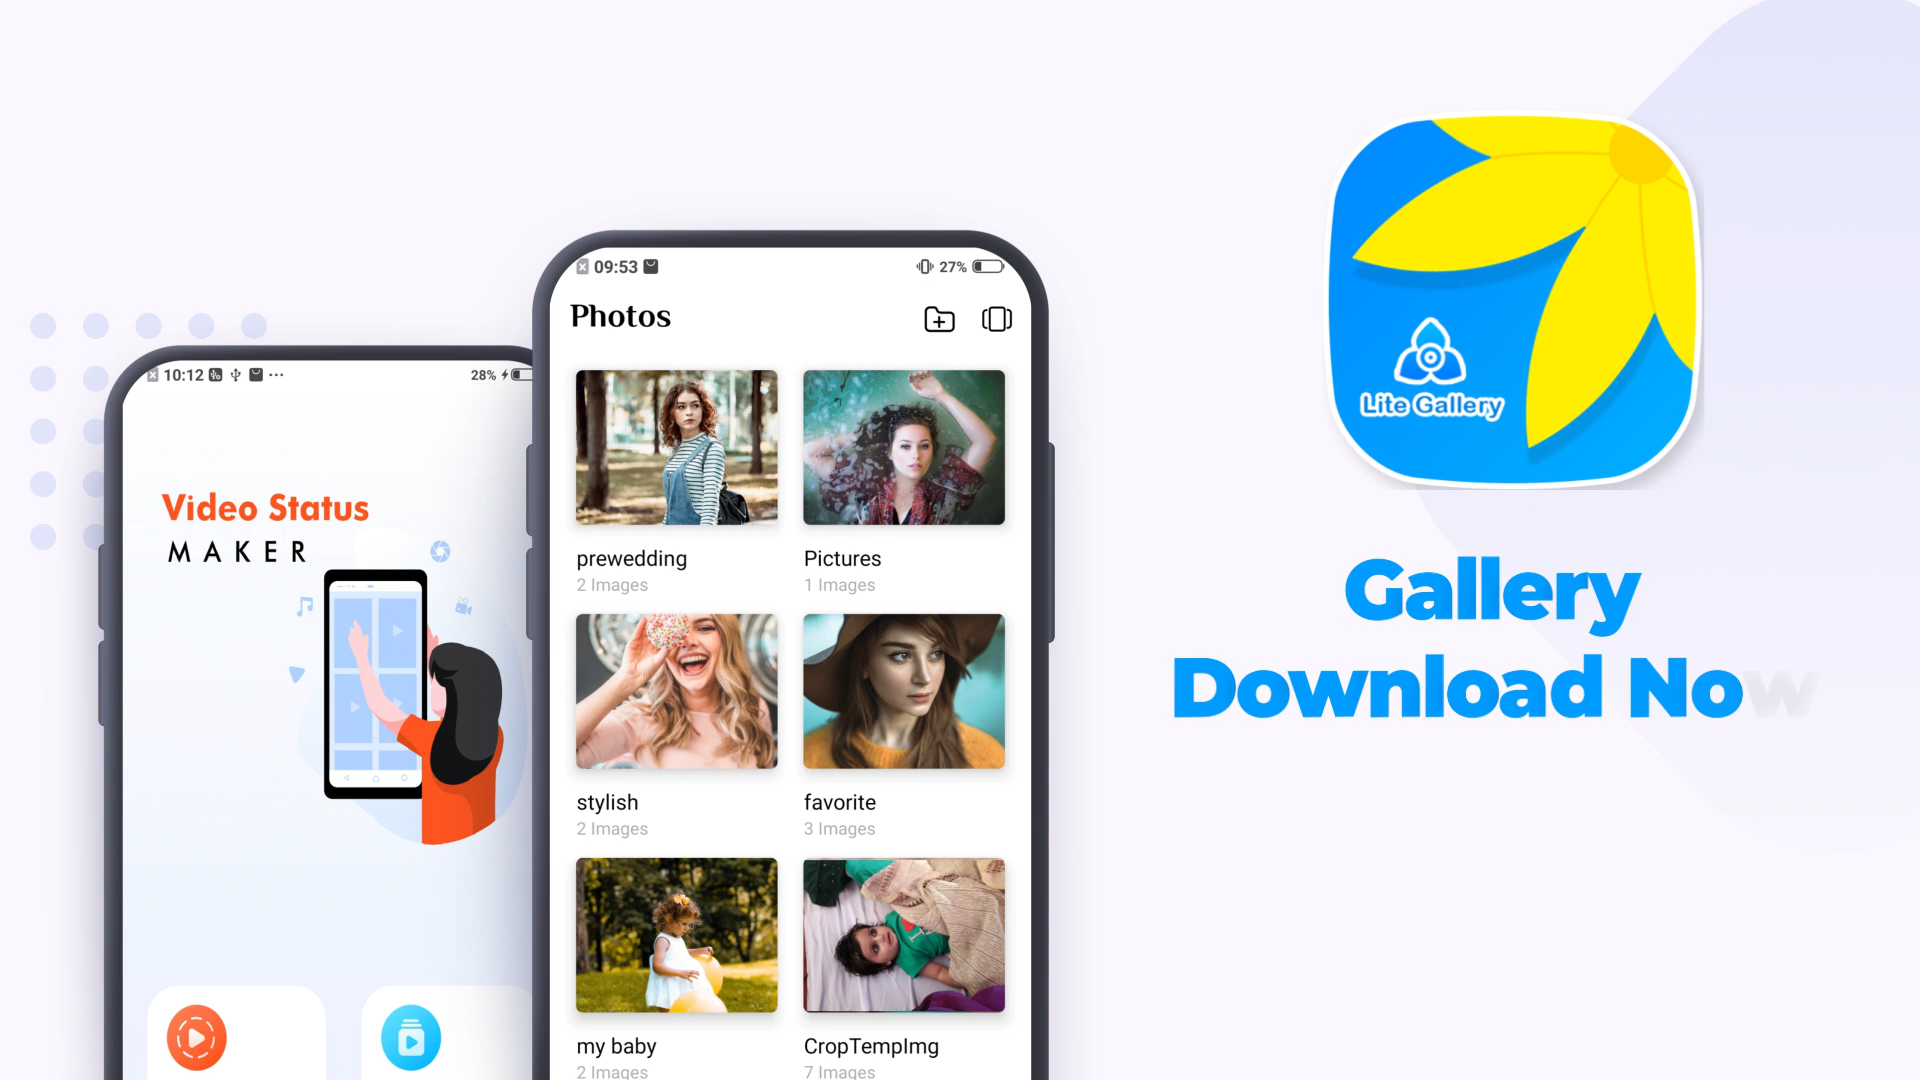 10:12
28%
Video Status
MAKER
09:53
27%
Photos
prewedding
2 Images
Pictures
1 Images
stylish
2 Images
favorite
3 Images
my baby
2 Images
CropTempImg
7 Images
Lite Gallery
Gallery
Download Now